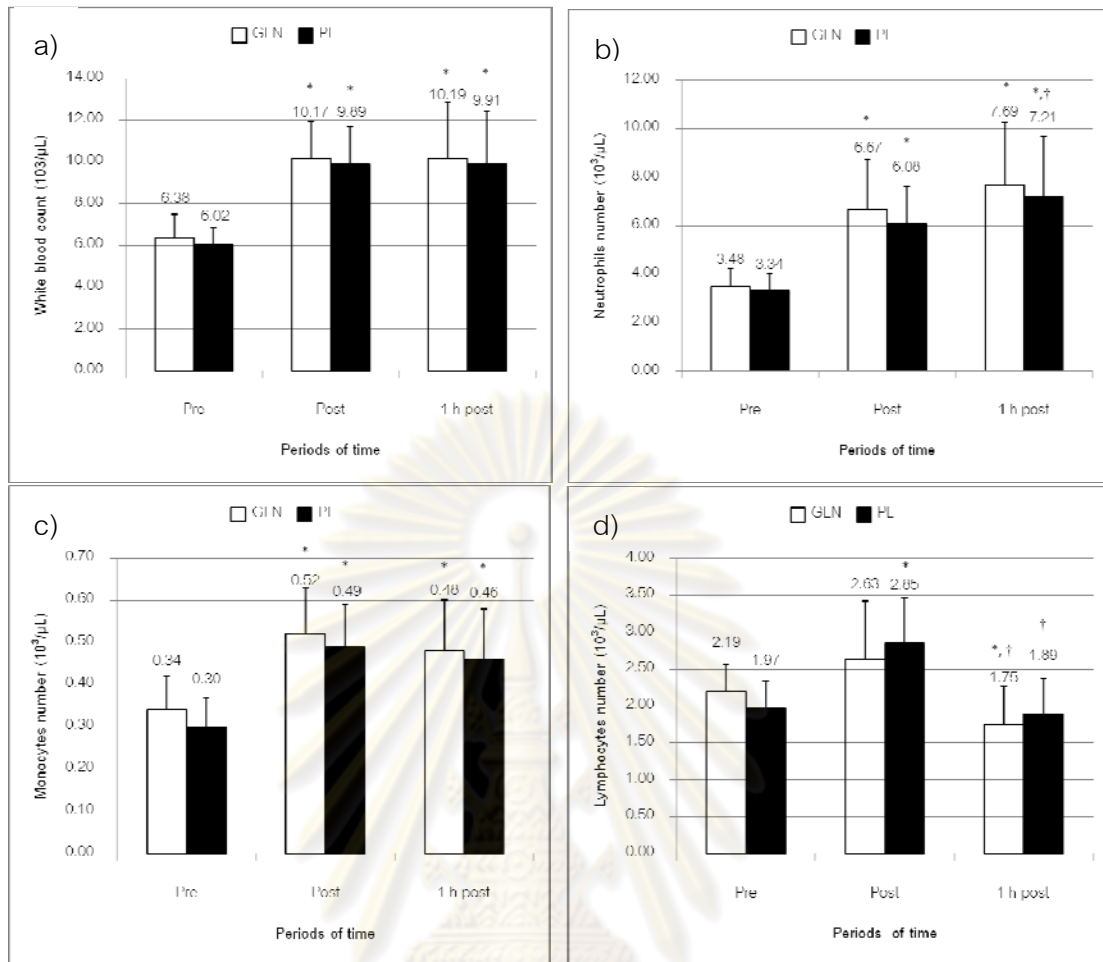 a)
GLN PL
White blood count (103/µL)
14.00
12.00
10.00
8.00
6.00
4.00
2.00
0.00
6.38 6.02
* *
10.17 9.89
* *
10.19 9.91
Pre Post 1 h post
Periods of time
b)
GLN PL
Neutrophils number (10³/µL)
12.00
10.00
8.00
6.00
4.00
2.00
0.00
3.48 3.34
* *
6.67 6.08
* *,†
7.69 7.21
Pre Post 1 h post
Periods of time
c)
GLN PL
Monocytes number (10³/µL)
0.70
0.60
0.50
0.40
0.30
0.20
0.10
0.00
0.34 0.30
* *
0.52 0.49
* *
0.48 0.46
Pre Post 1 h post
Periods of time
d)
GLN PL
Lymphocytes number (10³/µL)
4.00
3.50
3.00
2.50
2.00
1.50
1.00
0.50
0.00
2.19 1.97
*
2.63 2.85
*, † †
1.75 1.89
Pre Post 1 h post
Periods of time